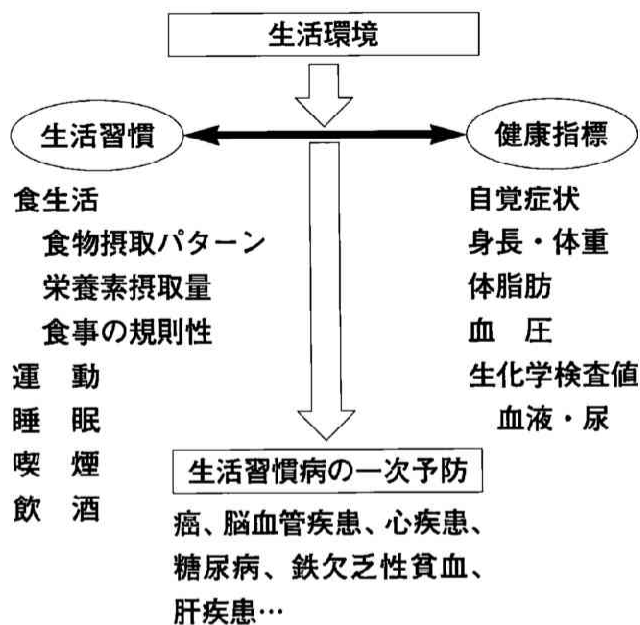 生活環境
生活習慣
健康指標
食生活
食物摂取パターン
栄養素摂取量
食事の規則性
運　動
睡　眠
喫　煙
飲　酒
自覚症状
身長・体重
体脂肪
血　圧
生化学検査値
血液・尿
生活習慣病の一次予防
癌、脳血管疾患、心疾患、
糖尿病、鉄欠乏性貧血、
肝疾患…